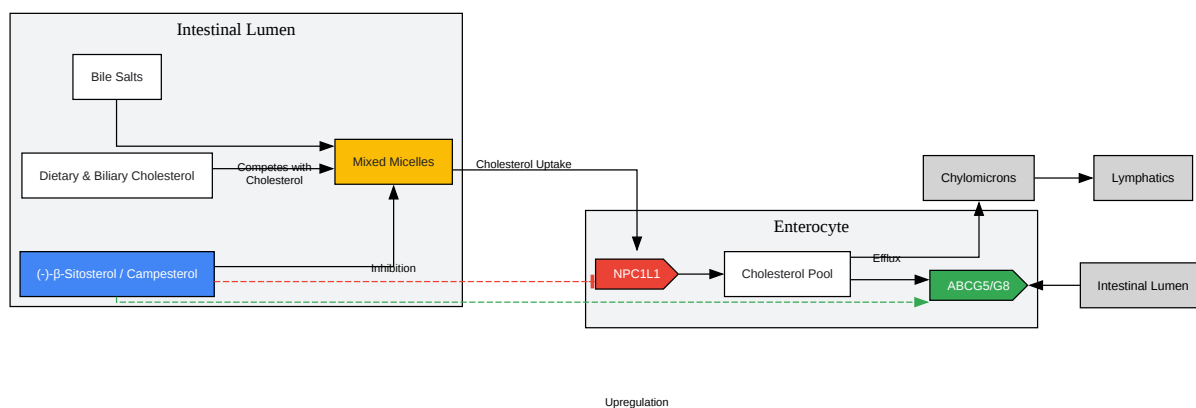 Intestinal Lumen
Bile Salts
Mixed Micelles
Dietary & Biliary Cholesterol
Competes with
Cholesterol
Cholesterol Uptake
(-)-β-Sitosterol / Campesterol
Inhibition
Chylomicrons
Lymphatics
Enterocyte
NPC1L1
Cholesterol Pool
Efflux
ABCG5/G8
Intestinal Lumen
Upregulation